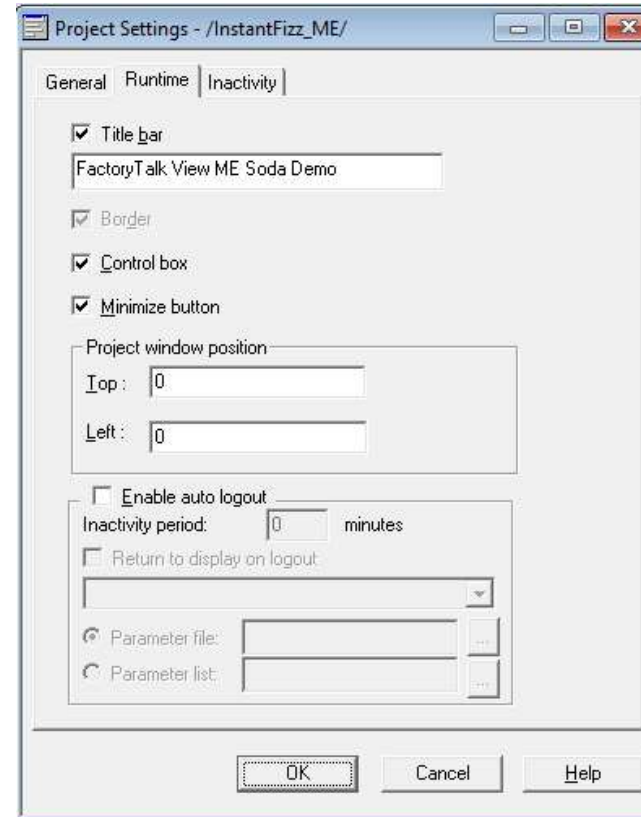 Project Settings - /InstantFizz_ME/
General Runtime Inactivity
Title bar
FactoryTalk View ME Soda Demo
Border
Control box
Minimize button
Project window position
Top : 0
Left : 0
Enable auto logout
Inactivity period: 0 minutes
Return to display on logout
Parameter file: ...
Parameter list: ...
OK Cancel Help